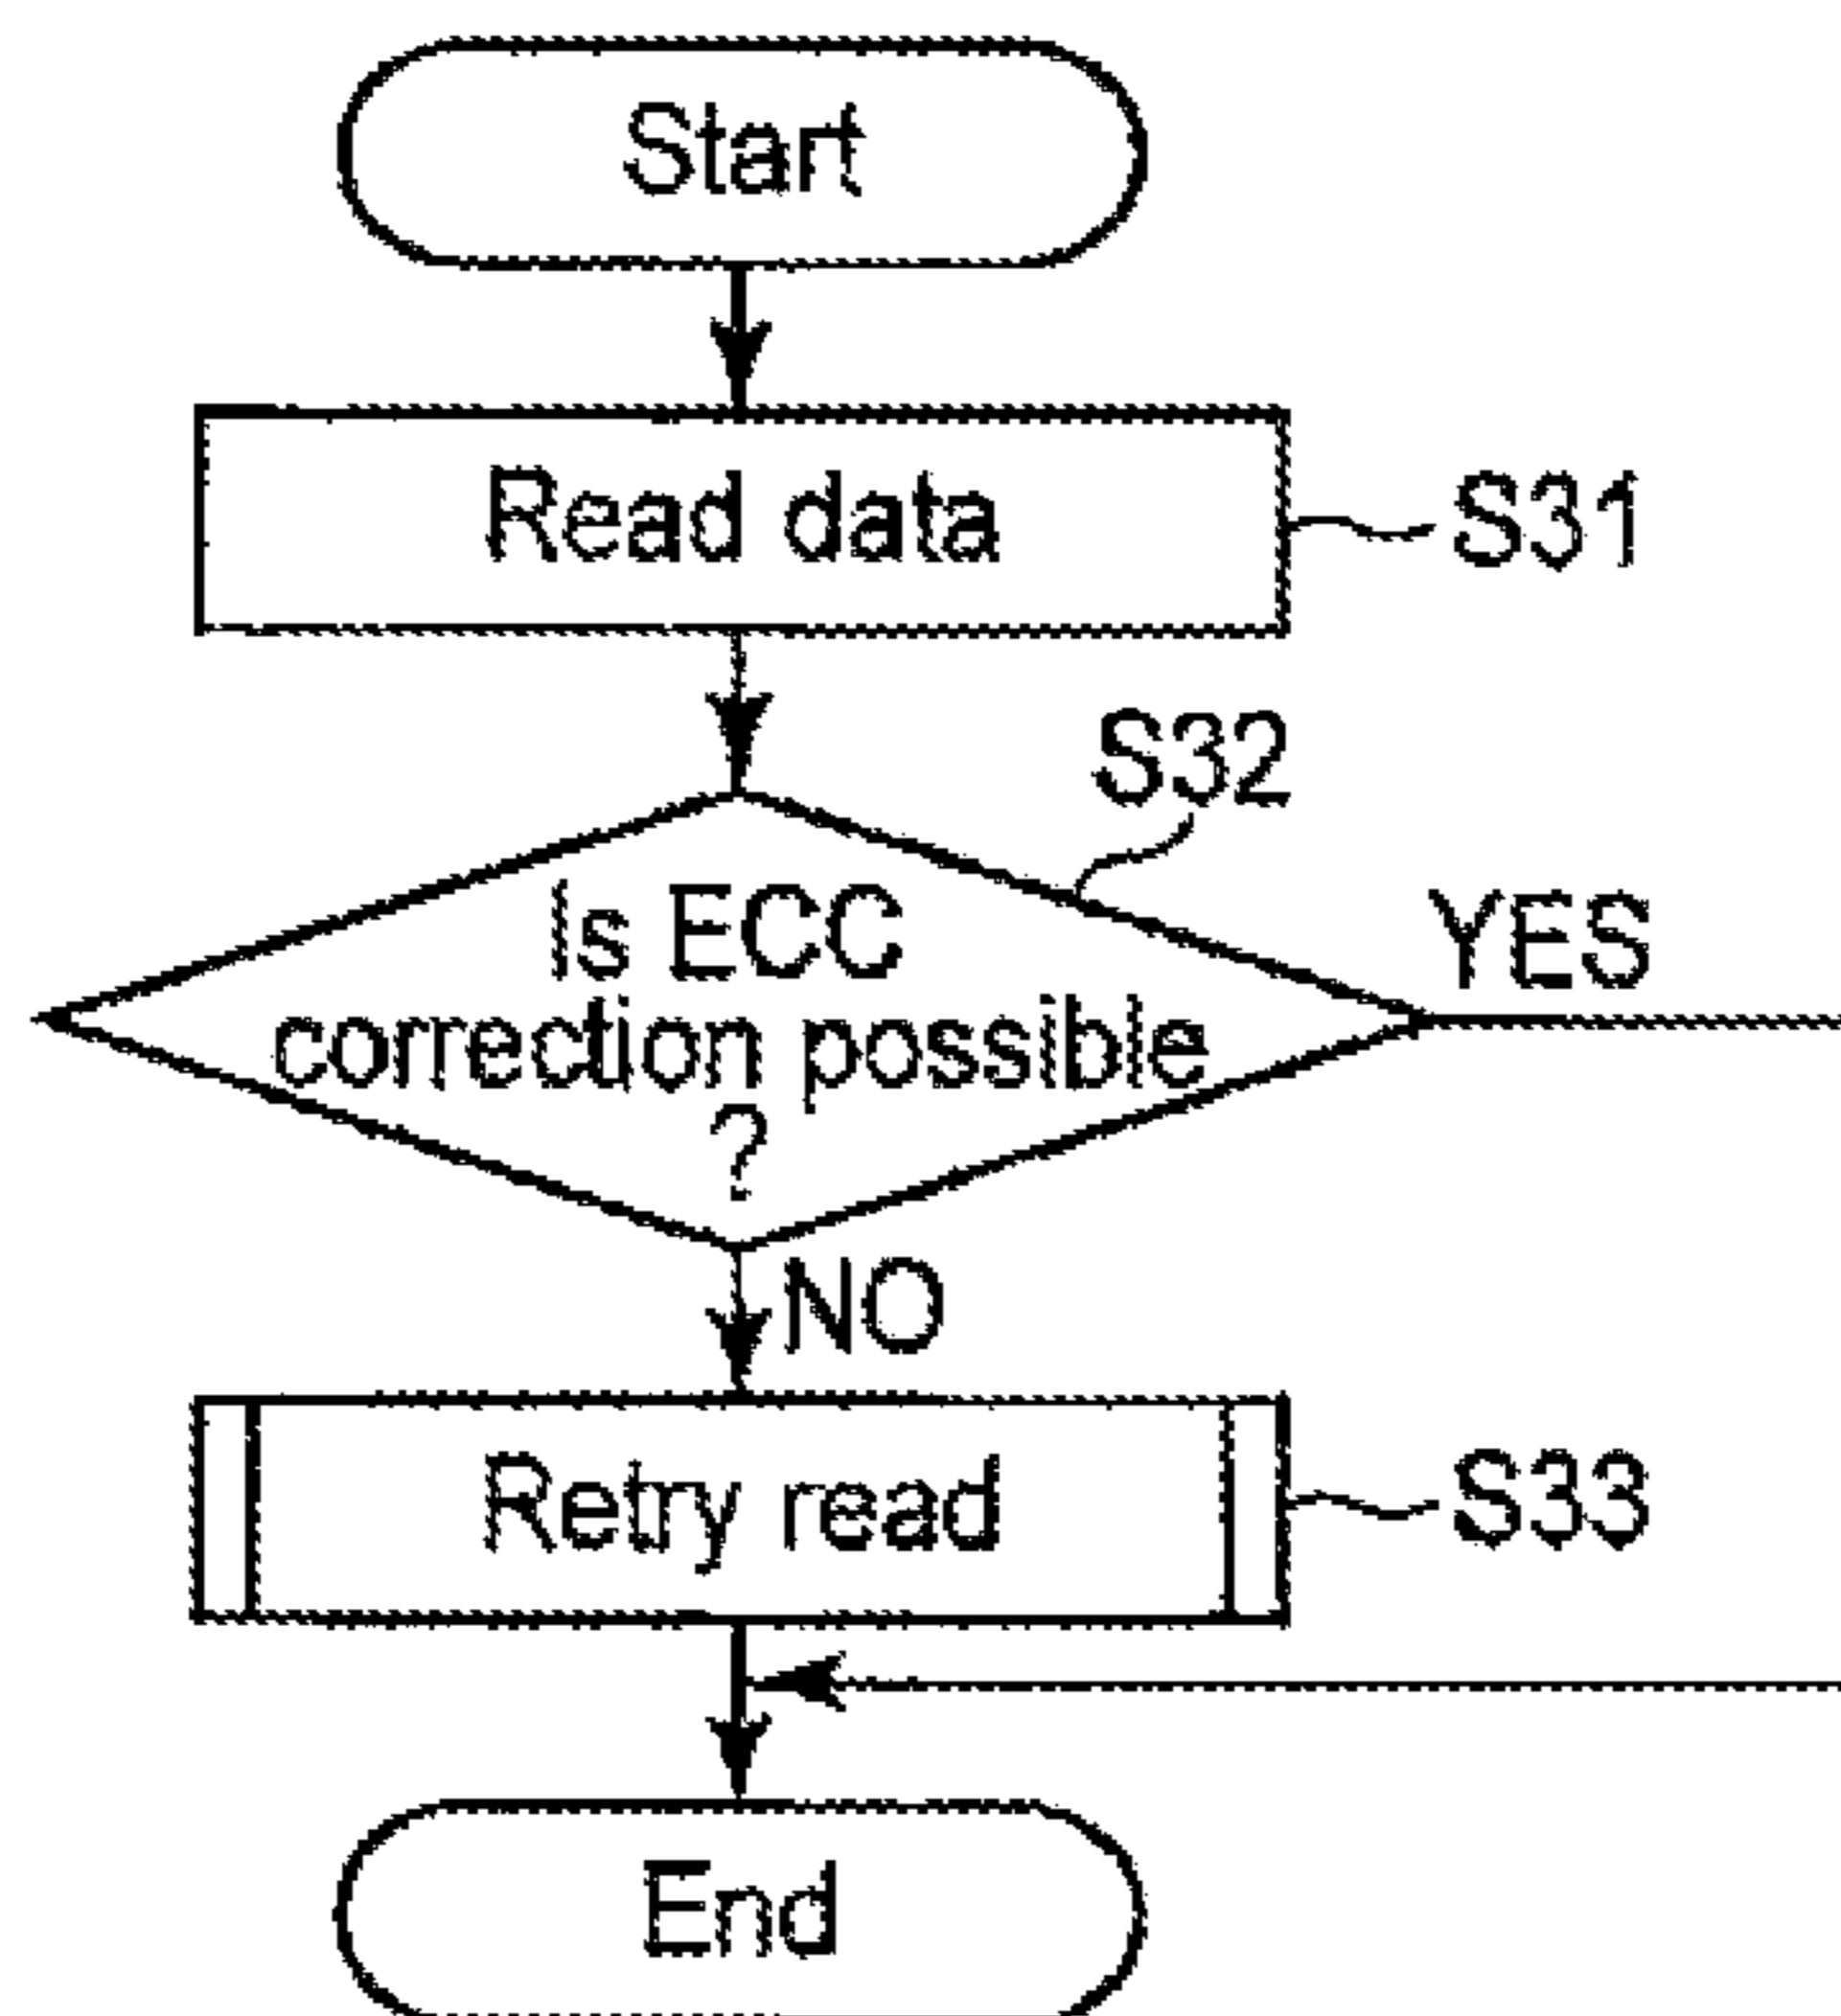 Start
Read data
S31
S32
Is ECC
correction possible
?
YES
NO
Retry read
S33
End